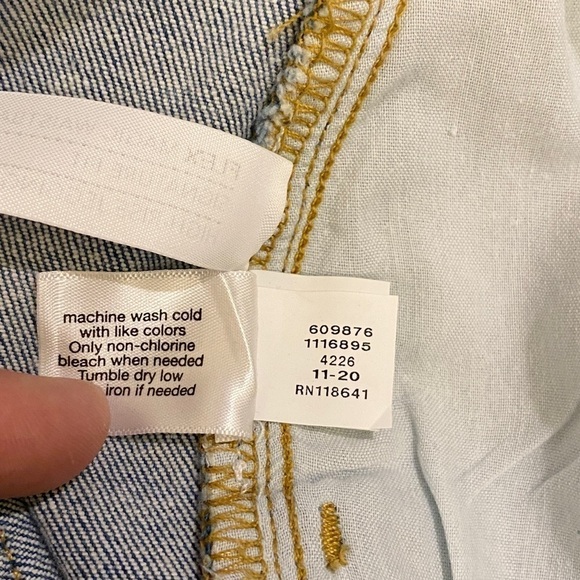 machine wash cold
with like colors
Only non-chlorine
bleach when needed
Tumble dry low
iron if needed
609876
1116895
4226
11-20
RN118641